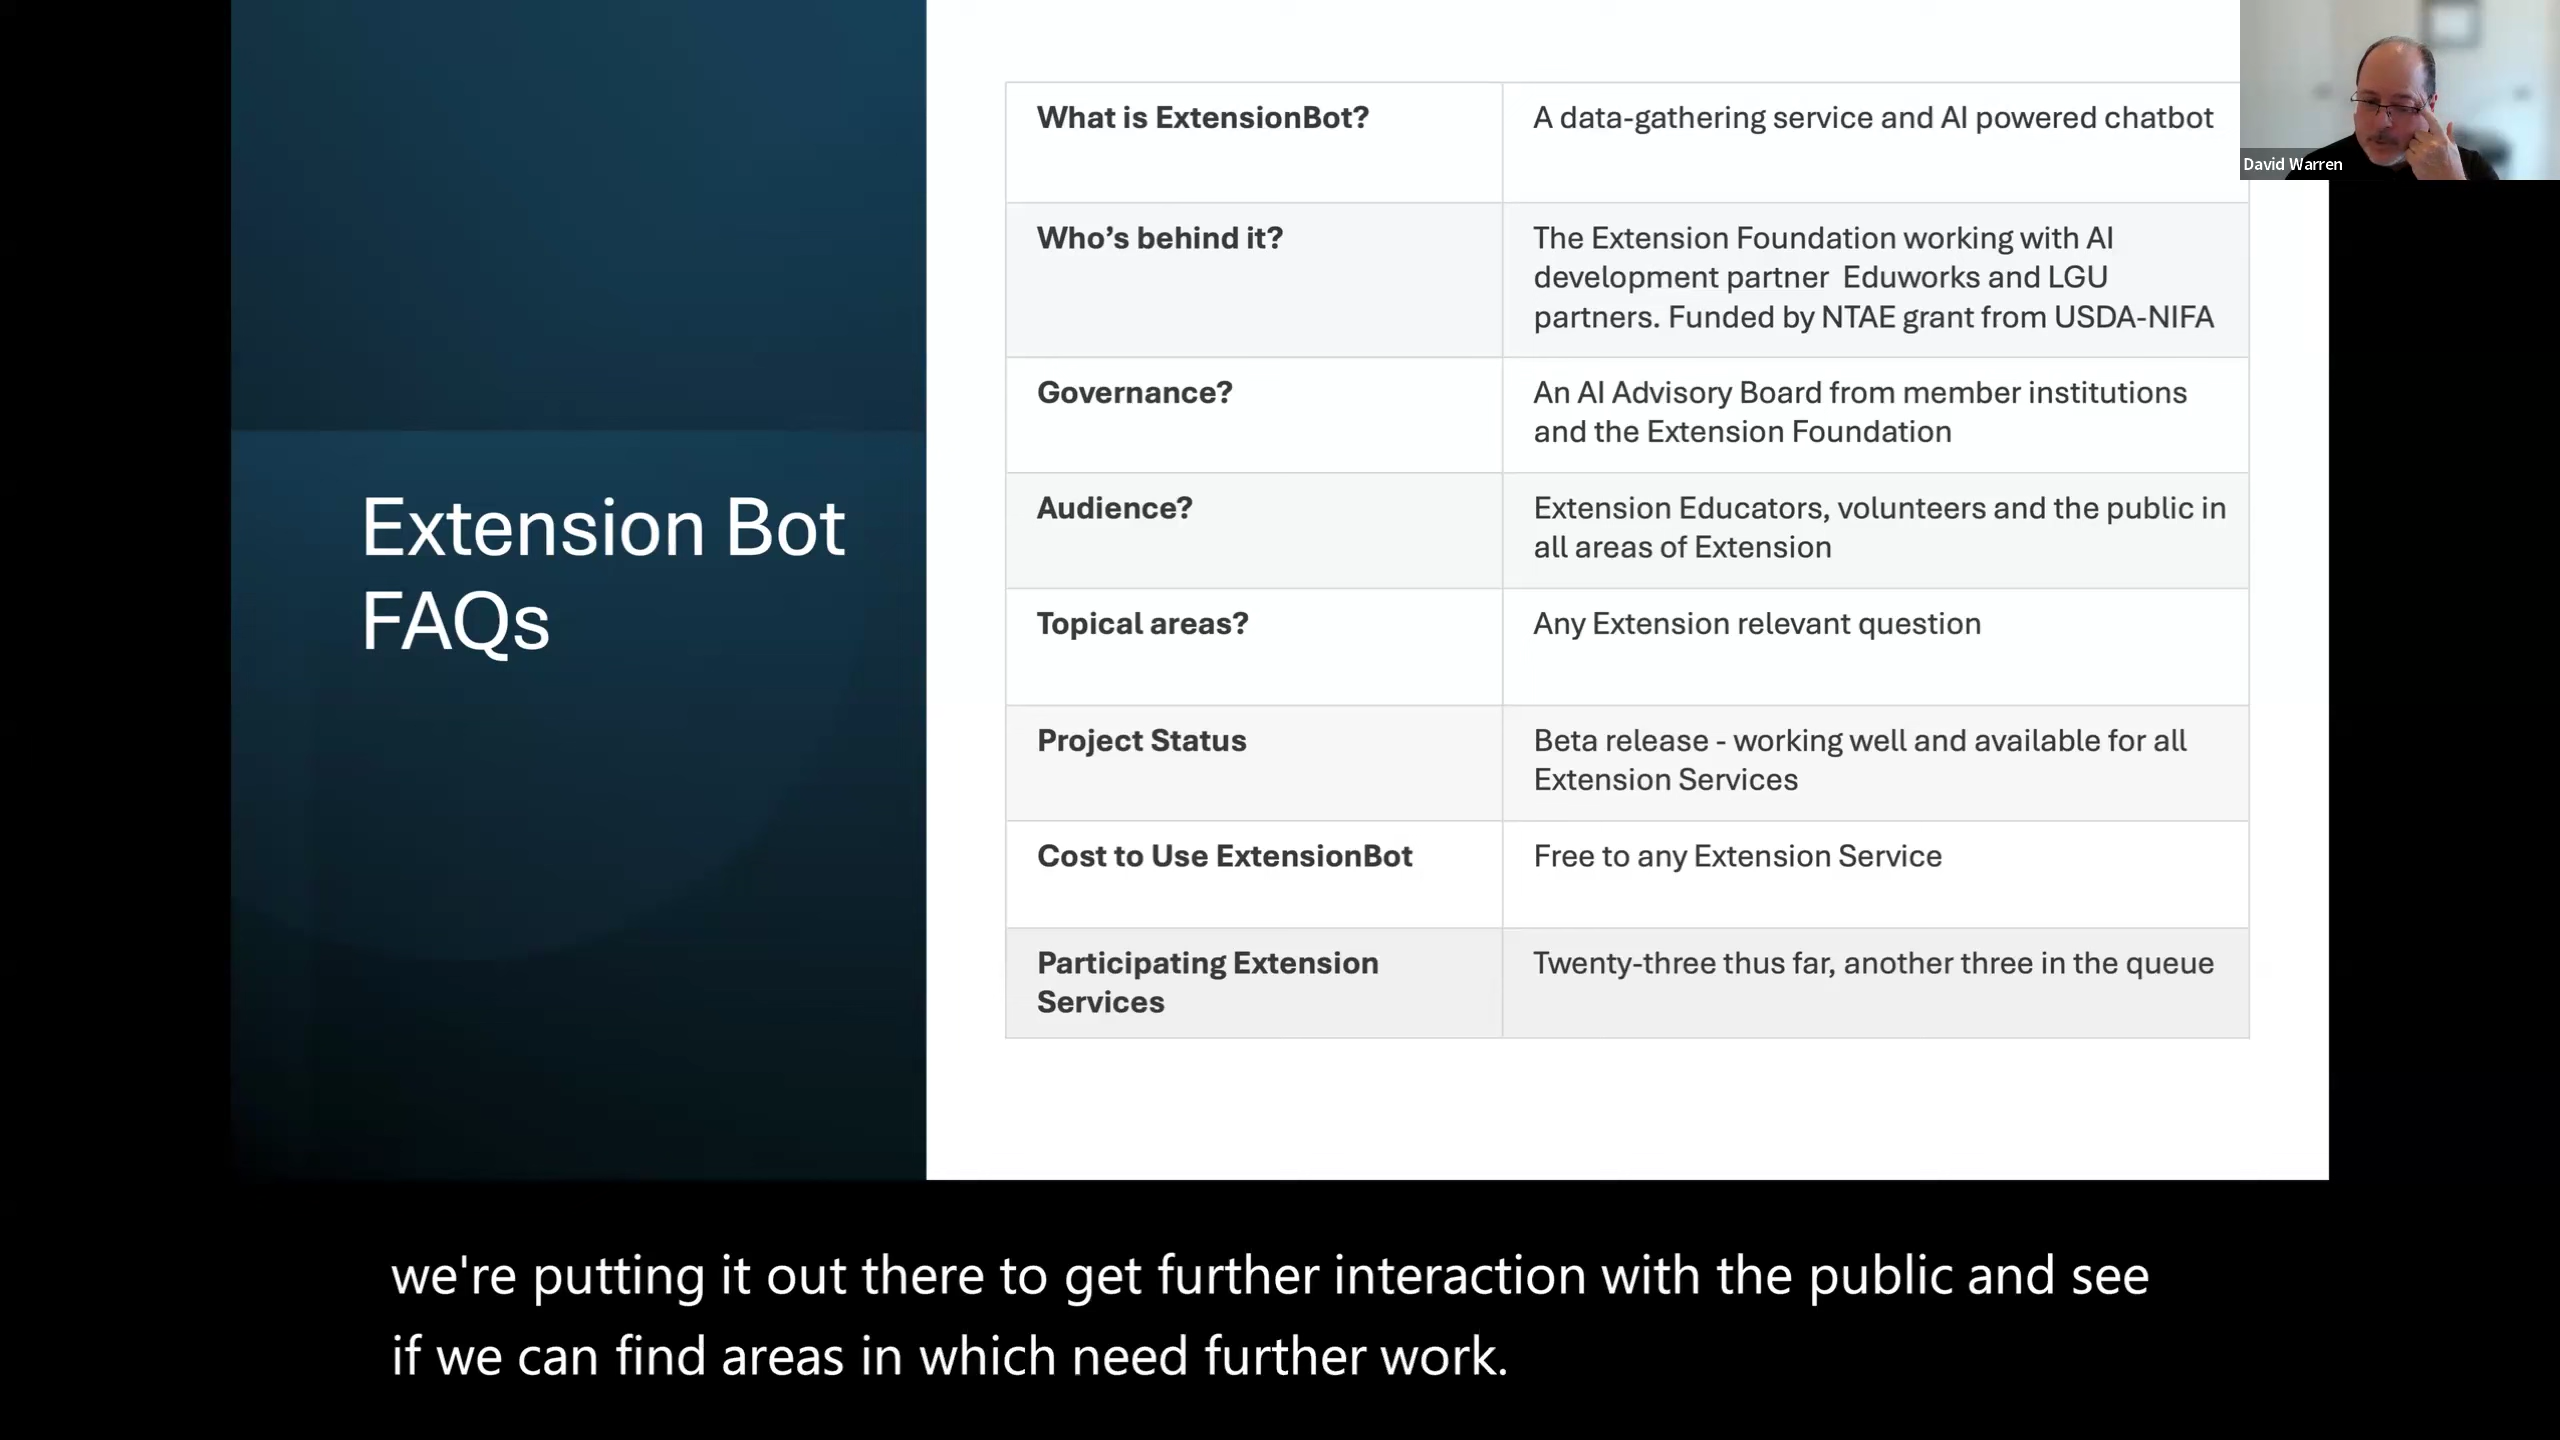 Extension Bot
FAQs
What is ExtensionBot?
A data-gathering service and AI powered chatbot
Who’s behind it?
The Extension Foundation working with AI
development partner  Eduworks and LGU
partners. Funded by NTAE grant from USDA-NIFA
Governance?
An AI Advisory Board from member institutions
and the Extension Foundation
Audience?
Extension Educators, volunteers and the public in
all areas of Extension
Topical areas?
Any Extension relevant question
Project Status
Beta release - working well and available for all
Extension Services
Cost to Use ExtensionBot
Free to any Extension Service
Participating Extension
Services
Twenty-three thus far, another three in the queue
David Warren
we're putting it out there to get further interaction with the public and see
if we can find areas in which need further work.